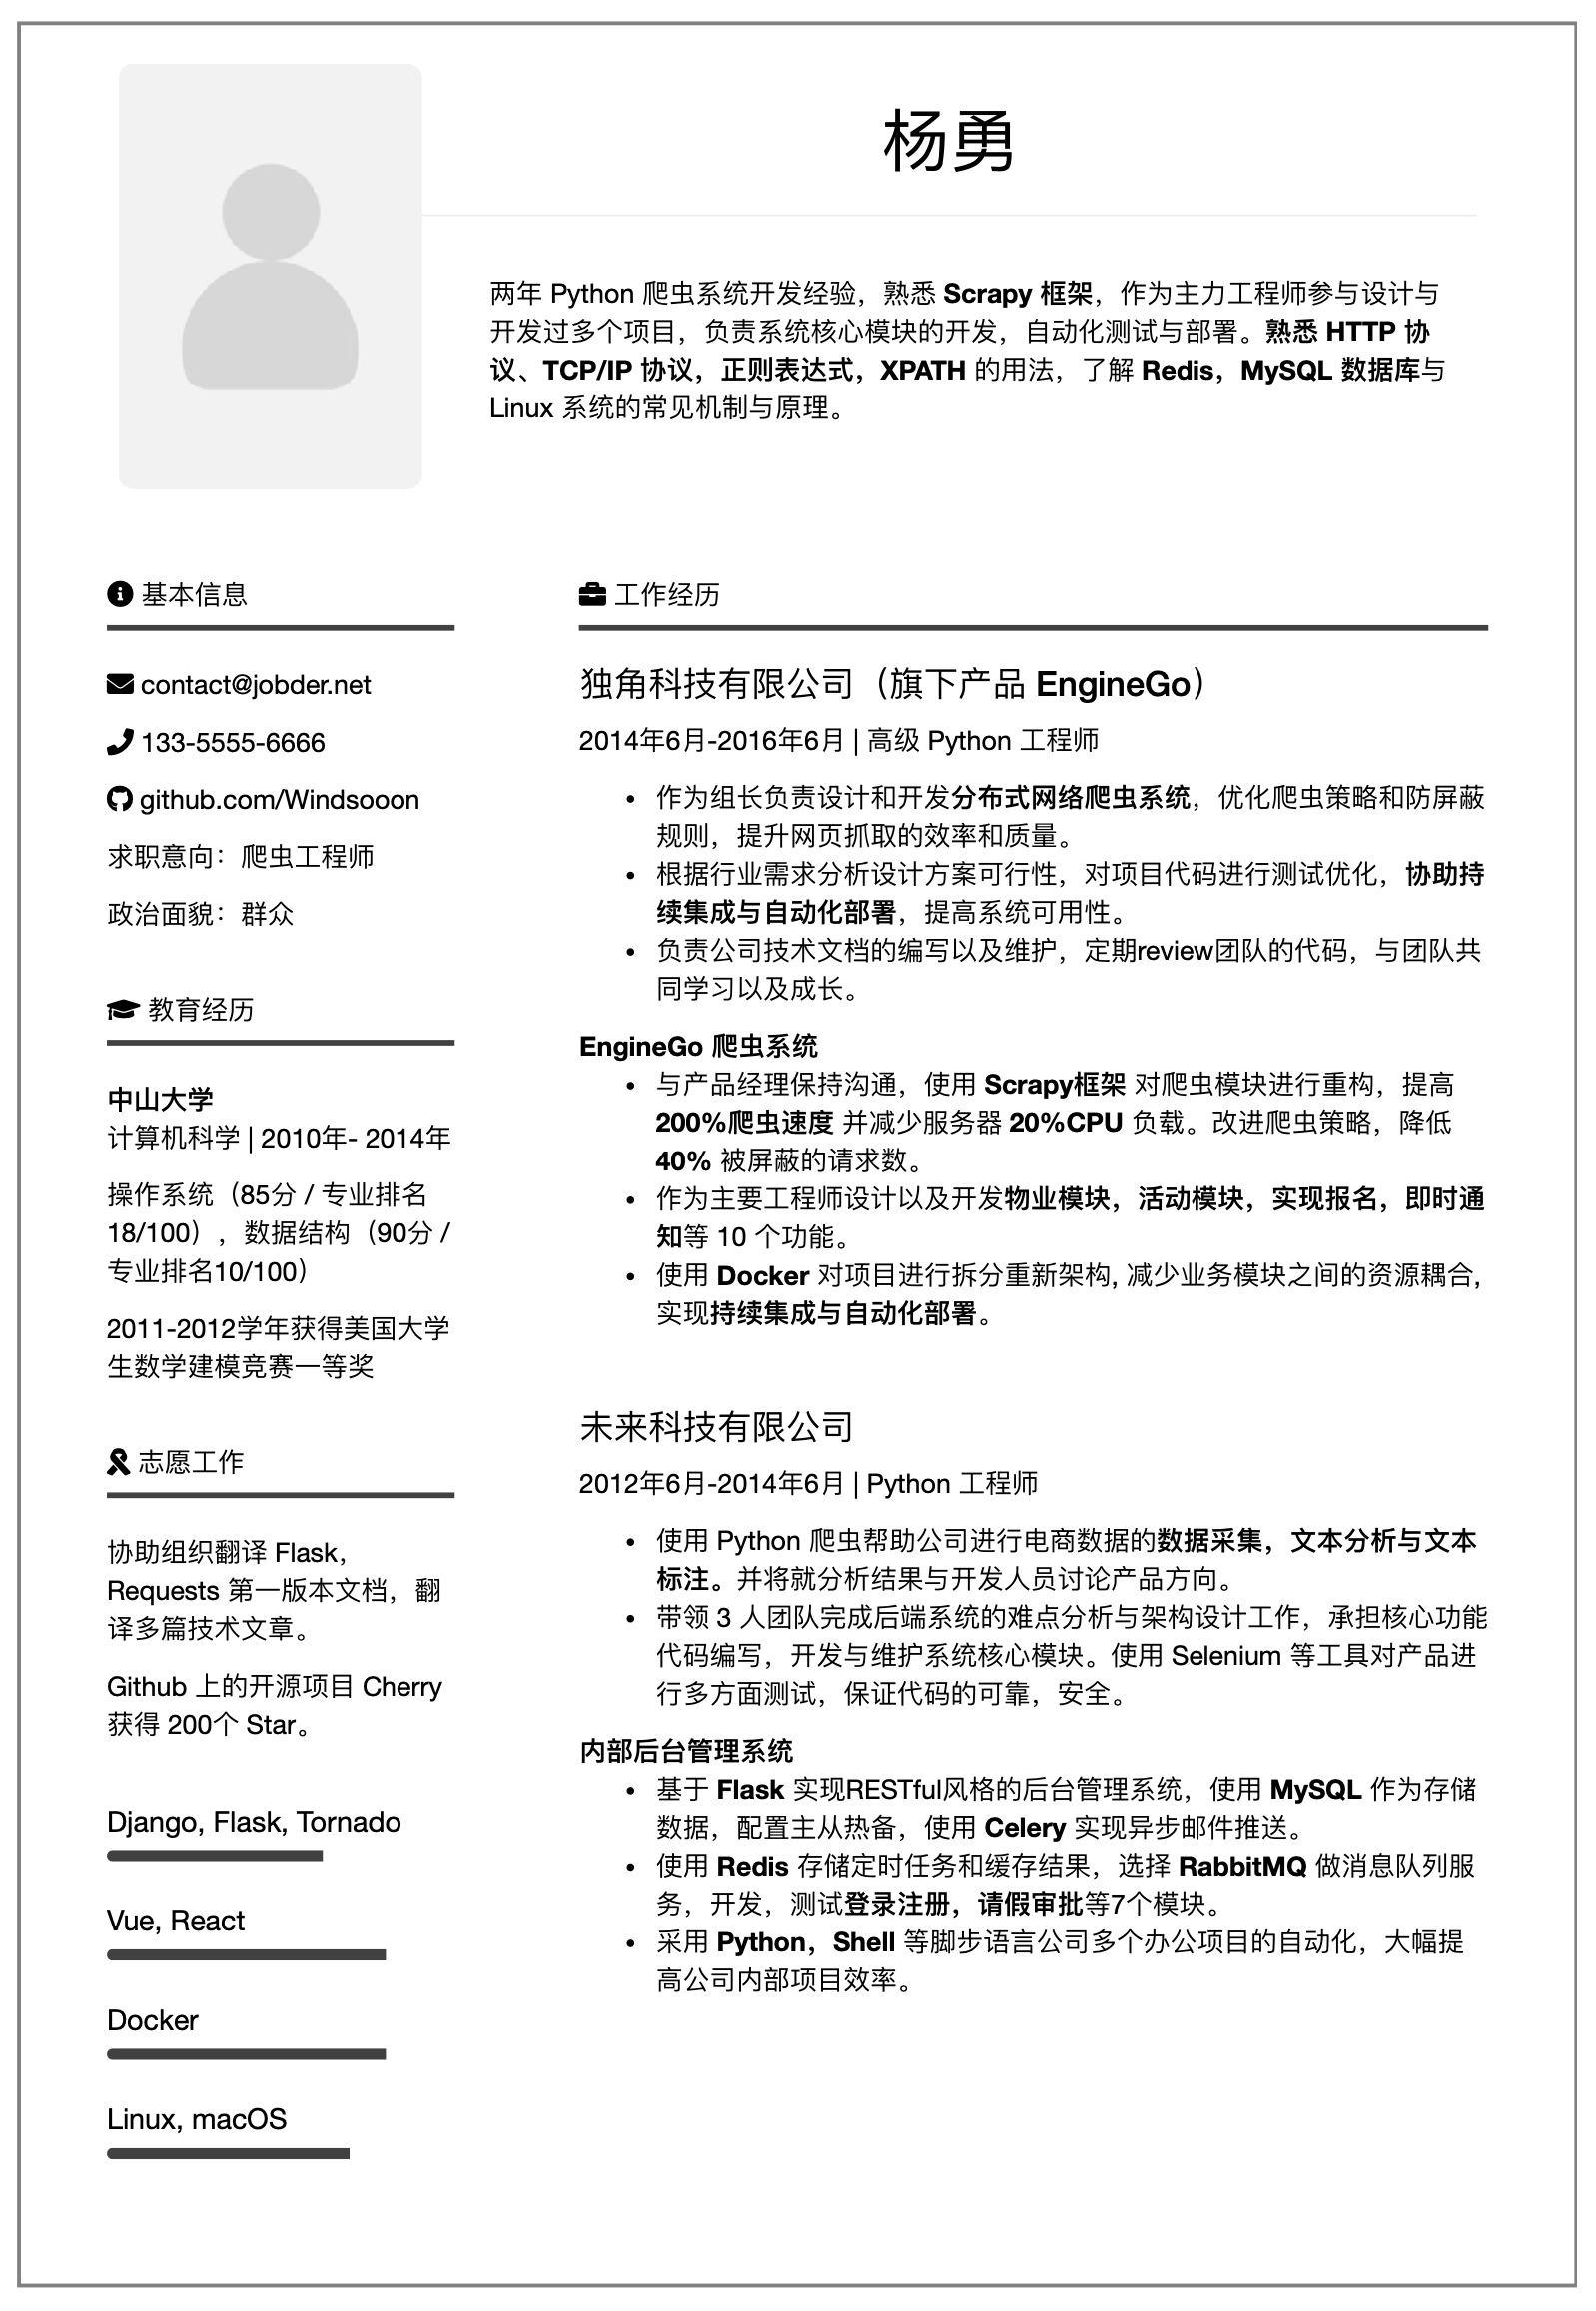 杨勇
两年 Python 爬虫系统开发经验，熟悉 Scrapy 框架，作为主力工程师参与设计与
开发过多个项目，负责系统核心模块的开发，自动化测试与部署。熟悉 HTTP 协
议、TCP/IP 协议，正则表达式，XPATH 的用法，了解 Redis，MySQL 数据库与
Linux 系统的常见机制与原理。
基本信息
contact@jobder.net
133-5555-6666
github.com/Windsooon
求职意向：爬虫工程师
政治面貌：群众
教育经历
中山大学
计算机科学 | 2010年- 2014年
操作系统（85分 / 专业排名
18/100），数据结构（90分 /
专业排名10/100）
2011-2012学年获得美国大学
生数学建模竞赛一等奖
志愿工作
协助组织翻译 Flask，
Requests 第一版本文档，翻
译多篇技术文章。
Github 上的开源项目 Cherry
获得 200个 Star。
Django, Flask, Tornado
Vue, React
Docker
Linux, macOS
工作经历
独角科技有限公司（旗下产品 EngineGo）
2014年6月-2016年6月 | 高级 Python 工程师
• 作为组长负责设计和开发分布式网络爬虫系统，优化爬虫策略和防屏蔽
规则，提升网页抓取的效率和质量。
• 根据行业需求分析设计方案可行性，对项目代码进行测试优化，协助持
续集成与自动化部署，提高系统可用性。
• 负责公司技术文档的编写以及维护，定期review团队的代码，与团队共
同学习以及成长。
EngineGo 爬虫系统
• 与产品经理保持沟通，使用 Scrapy框架 对爬虫模块进行重构，提高
200%爬虫速度 并减少服务器 20%CPU 负载。改进爬虫策略，降低
40% 被屏蔽的请求数。
• 作为主要工程师设计以及开发物业模块，活动模块，实现报名，即时通
知等 10 个功能。
• 使用 Docker 对项目进行拆分重新架构, 减少业务模块之间的资源耦合,
实现持续集成与自动化部署。
未来科技有限公司
2012年6月-2014年6月 | Python 工程师
• 使用 Python 爬虫帮助公司进行电商数据的数据采集，文本分析与文本
标注。并将就分析结果与开发人员讨论产品方向。
• 带领 3 人团队完成后端系统的难点分析与架构设计工作，承担核心功能
代码编写，开发与维护系统核心模块。使用 Selenium 等工具对产品进
行多方面测试，保证代码的可靠，安全。
内部后台管理系统
• 基于 Flask 实现RESTful风格的后台管理系统，使用 MySQL 作为存储
数据，配置主从热备，使用 Celery 实现异步邮件推送。
• 使用 Redis 存储定时任务和缓存结果，选择 RabbitMQ 做消息队列服
务，开发，测试登录注册，请假审批等7个模块。
• 采用 Python，Shell 等脚步语言公司多个办公项目的自动化，大幅提
高公司内部项目效率。